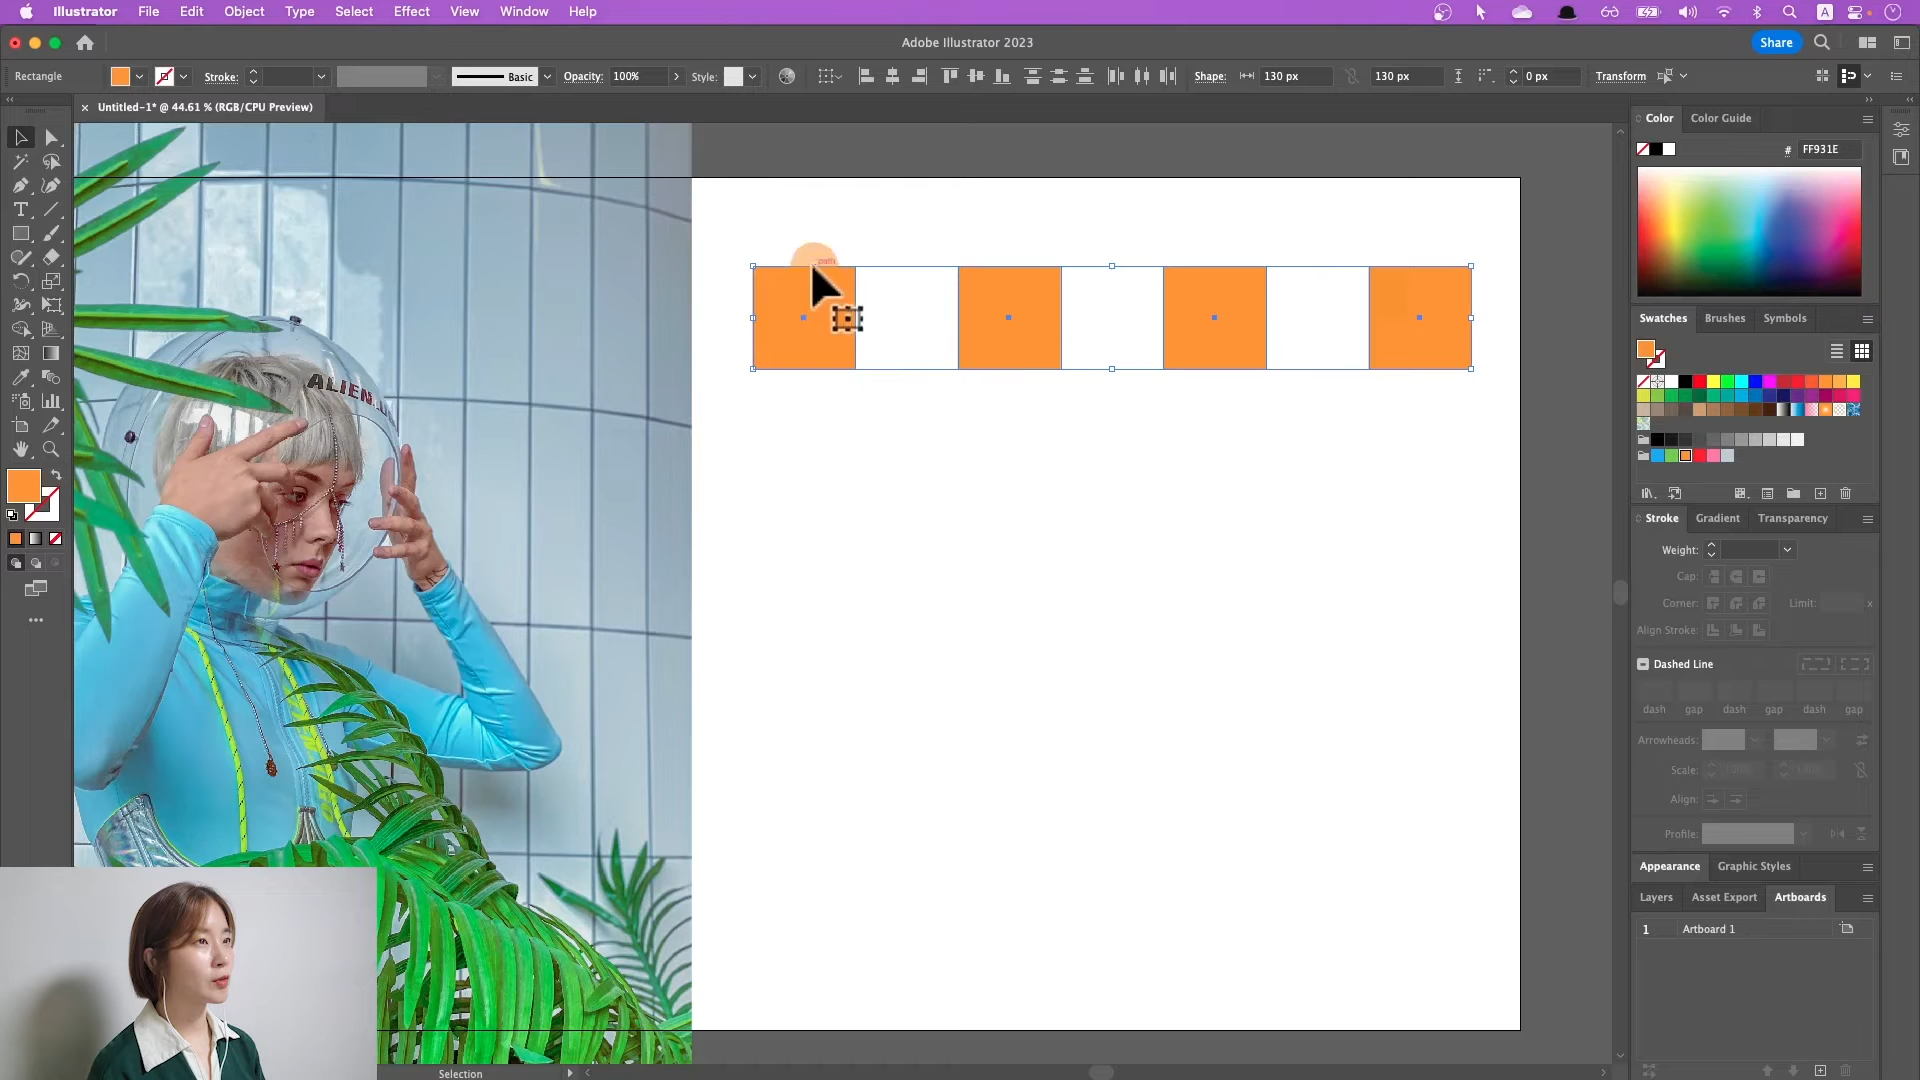 Illustrator File Edit Object Type Select Effect View Window Help A
Adobe Illustrator 2023 Share
Rectangle Stroke: Basic Opacity: 100% Style: Shape: 130 px 130 px 0 px Transform
× Untitled-1* @ 44.61 % (RGB/CPU Preview)
Color Color Guide
# FF931E
path
Swatches Brushes Symbols
ALIEN
Stroke Gradient Transparency
Weight:
Cap:
Corner: Limit: x
Align Stroke:
Dashed Line
dash gap dash gap dash gap
Arrowheads:
Scale: 100% 100%
Align:
Profile:
Appearance Graphic Styles
Layers Asset Export Artboards
1 Artboard 1
Selection